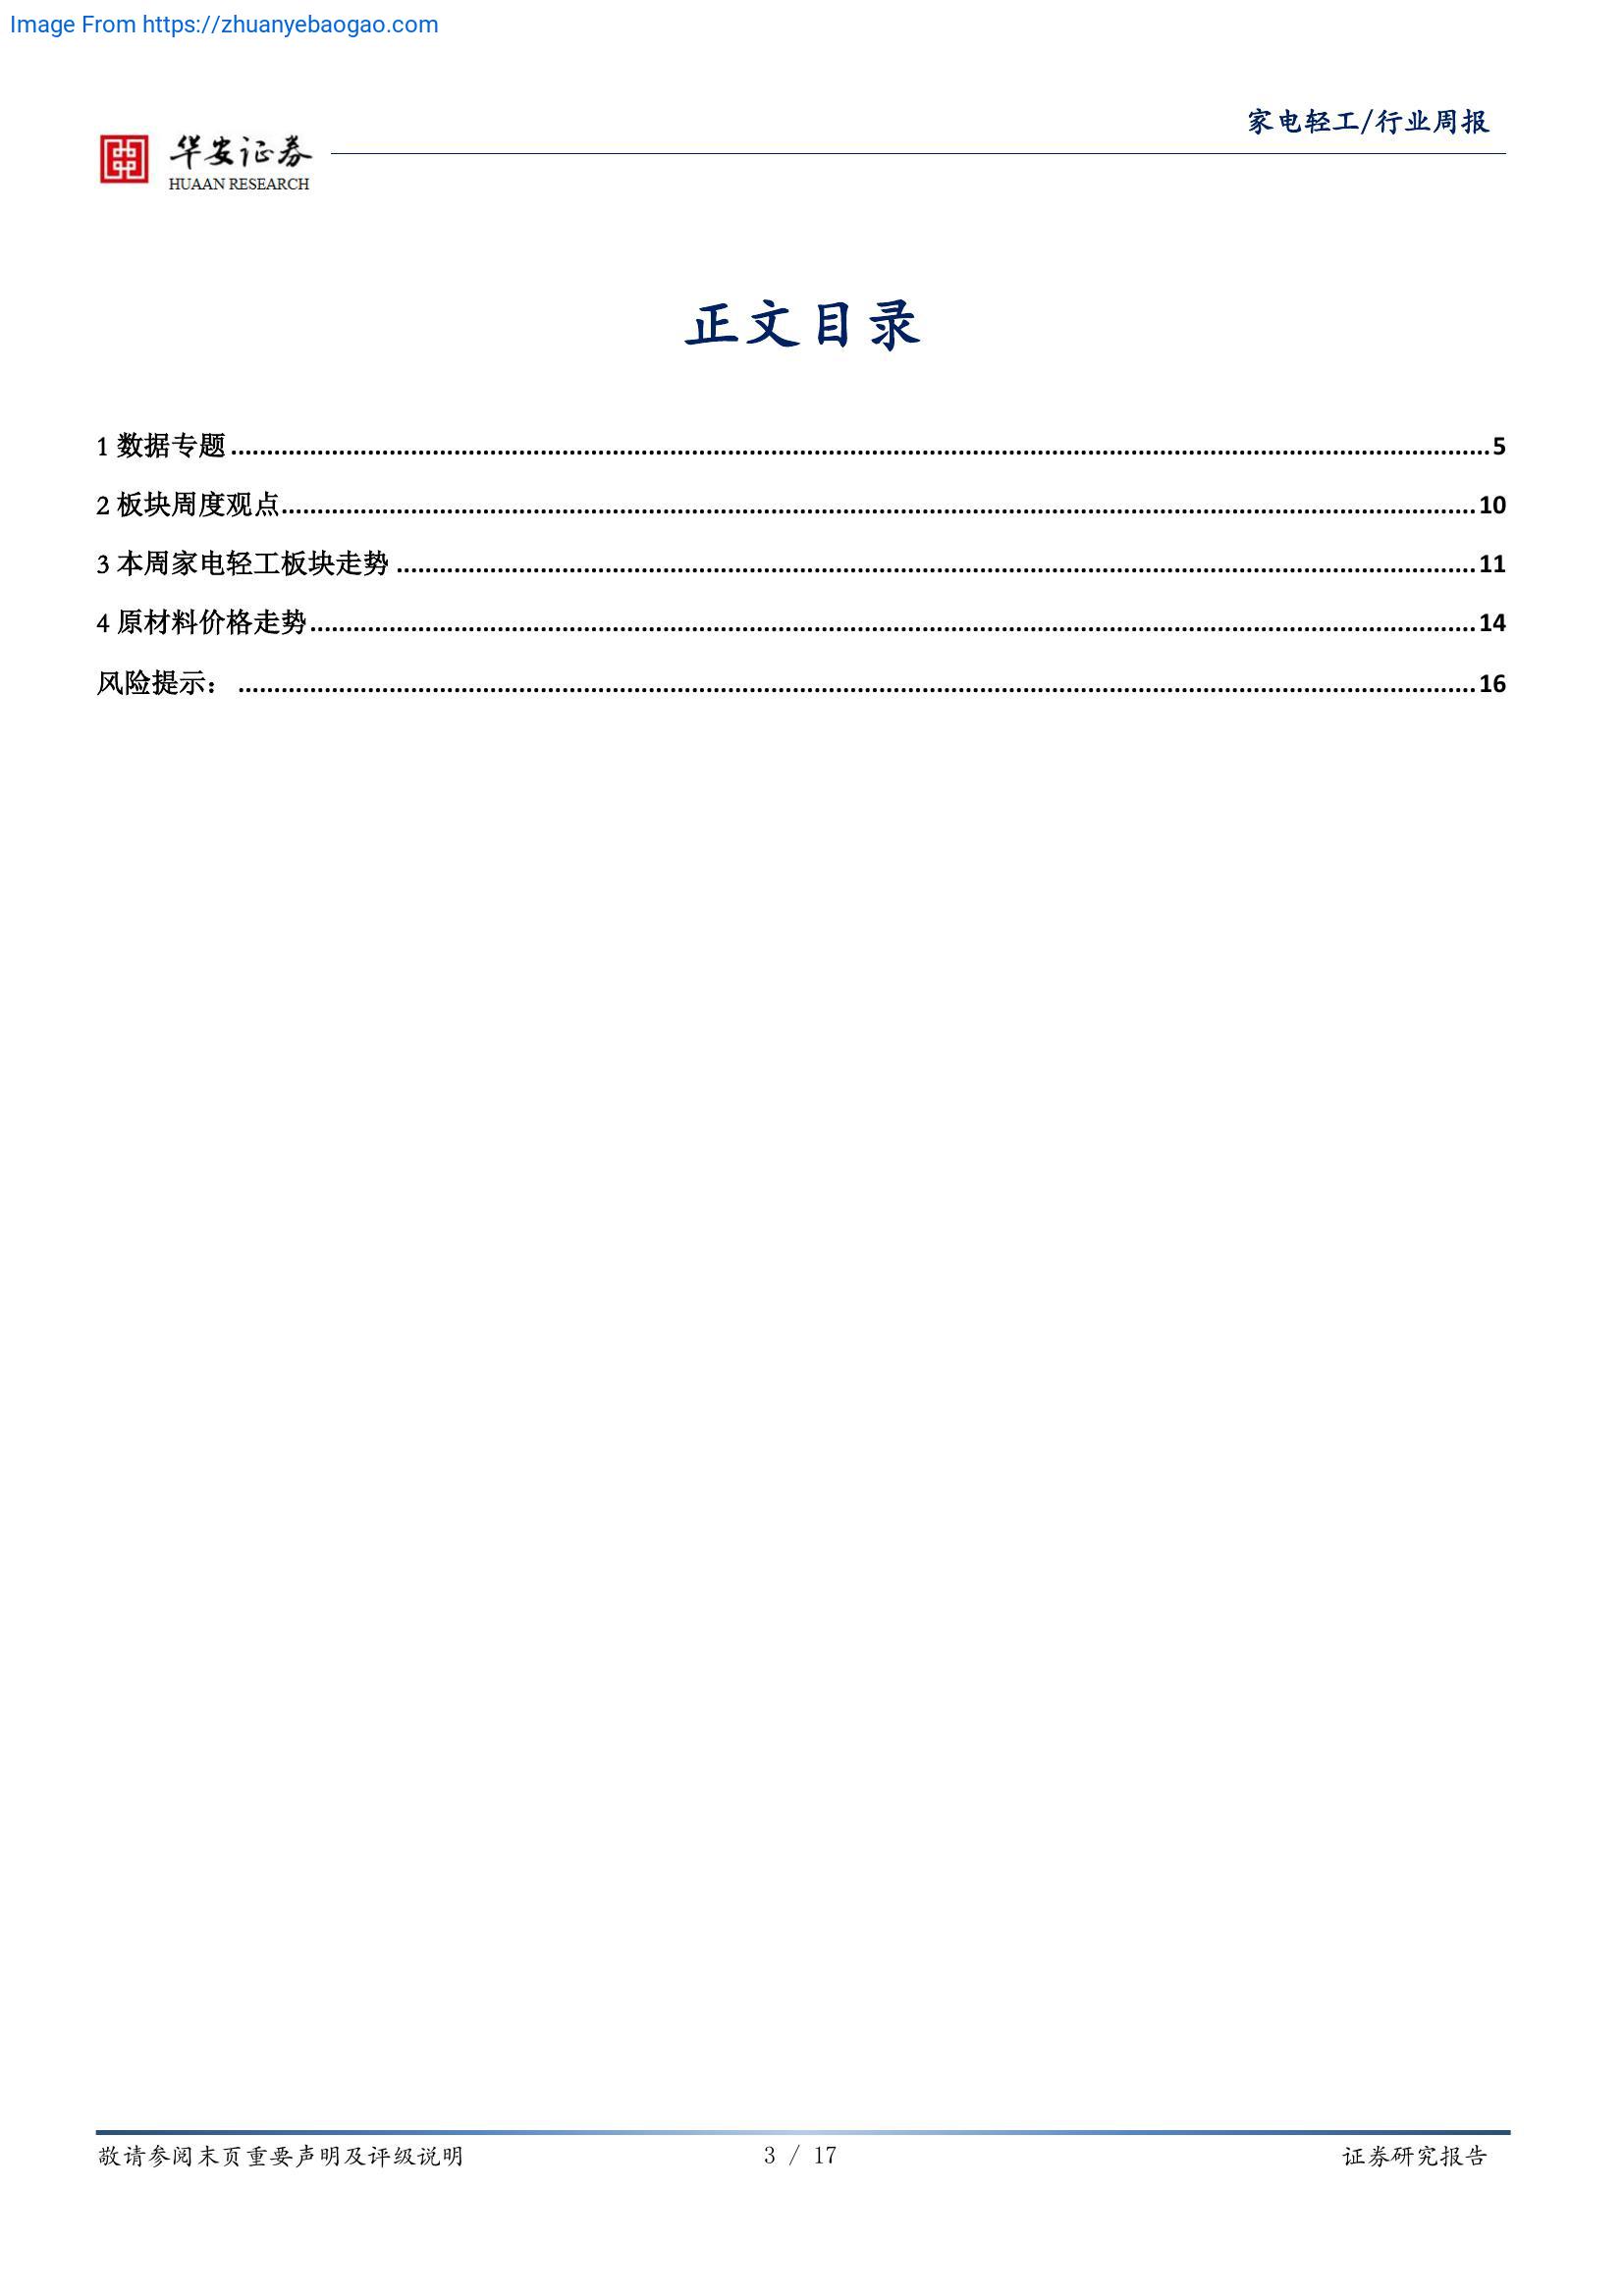 Image From https://zhuanyebaogao.com
家电轻工/行业周报
华安证券
HUAAN RESEARCH
正文目录
1 数据专题 5
2 板块周度观点 10
3 本周家电轻工板块走势 11
4 原材料价格走势 14
风险提示： 16
敬请参阅末页重要声明及评级说明 3 / 17 证券研究报告